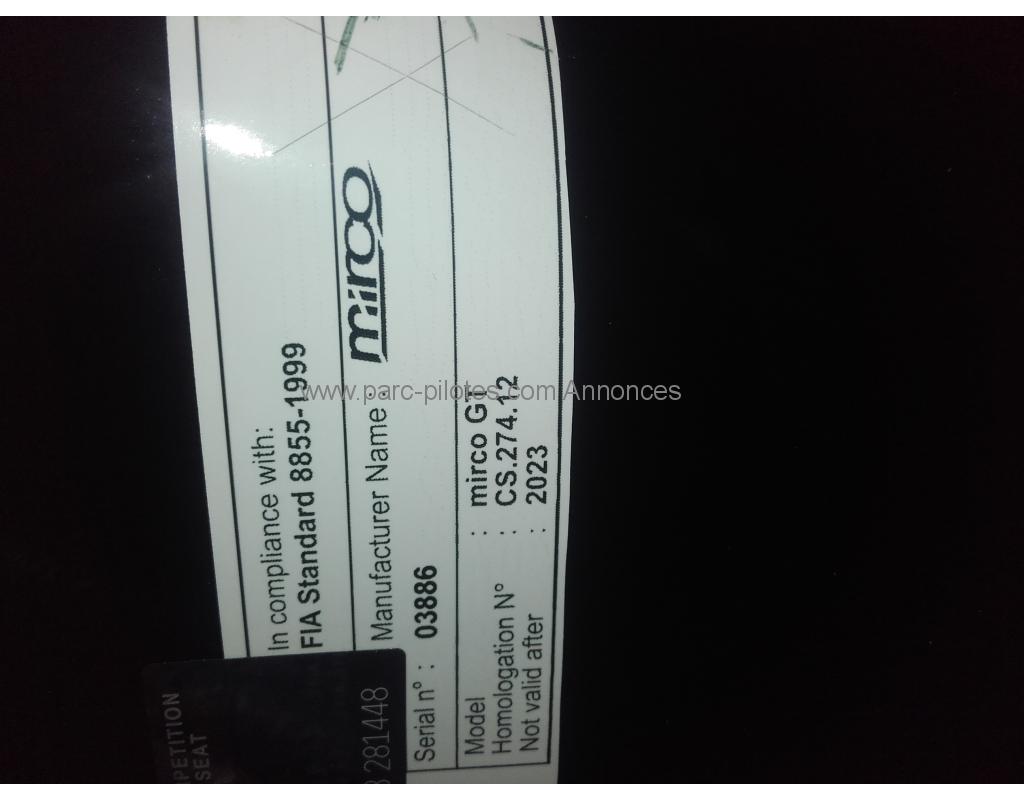 In compliance with:
FIA Standard 8855-1999
Manufacturer Name : mirco
Serial n° : 03886
Model : mirco GT
Homologation N° : CS.274.12
Not valid after : 2023
PETITION
SEAT
281448
www.parc-pilotes.com Annonces